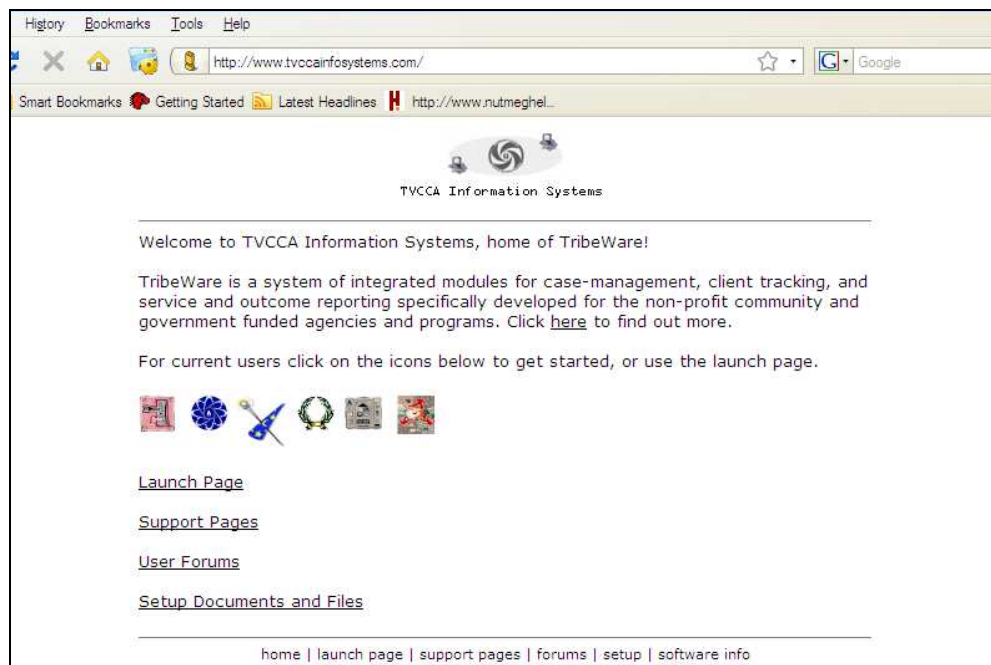 History Bookmarks Tools Help
http://www.tvccainfosystems.com/ G Google
Smart Bookmarks Getting Started Latest Headlines H http://www.nutmeghel...
TVCCA Information Systems
Welcome to TVCCA Information Systems, home of TribeWare!
TribeWare is a system of integrated modules for case-management, client tracking, and
service and outcome reporting specifically developed for the non-profit community and
government funded agencies and programs. Click here to find out more.
For current users click on the icons below to get started, or use the launch page.
Launch Page
Support Pages
User Forums
Setup Documents and Files
home | launch page | support pages | forums | setup | software info